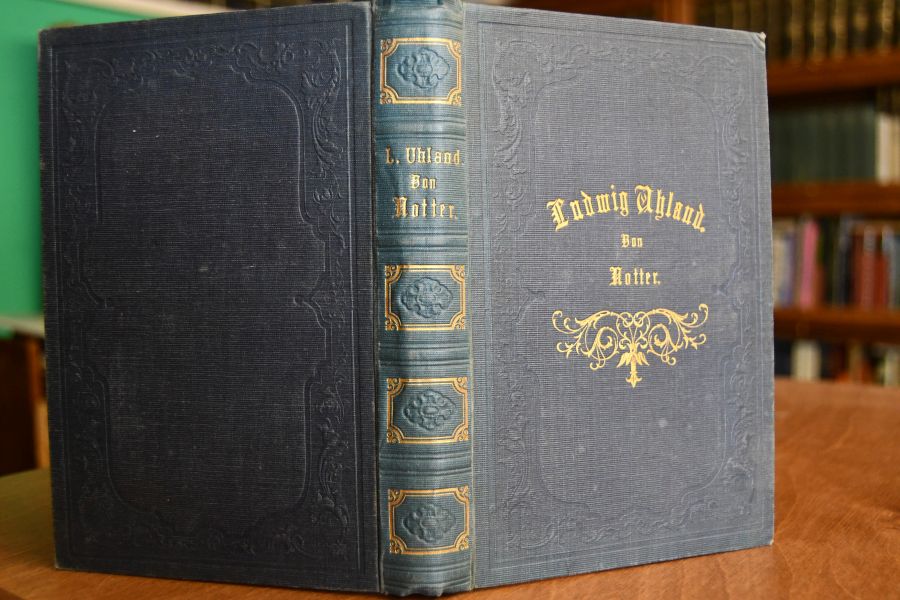 L. Uhland.
Von
Notter.
Ludwig Uhland.
Von
Notter.